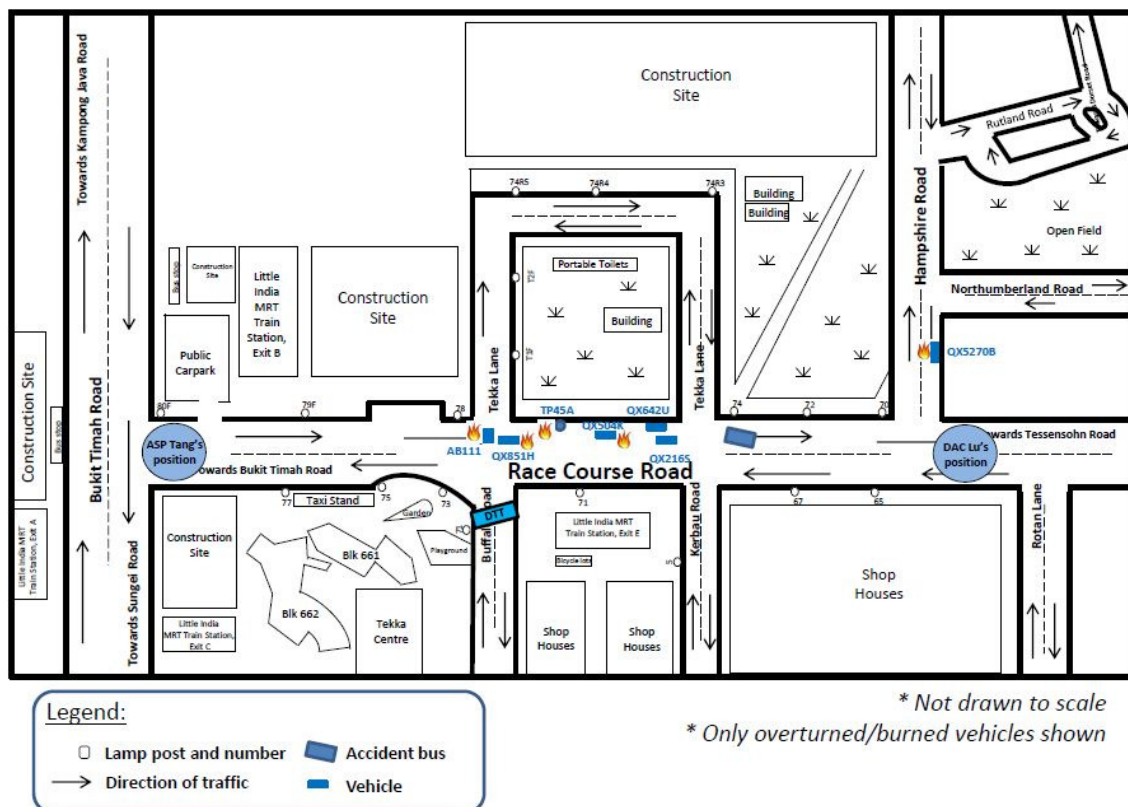 Towards Kampong Java Road
Bukit Timah Road
Towards Sungei Road
Construction Site
Bus stop
Little India MRT
Train Station, Exit A
Construction
Site
74R5
74R4
74R3
Building
Building
Hampshire Road
Rutland Road
Open Field
Northumberland Road
QX5270B
Bus stop
Construction
Site
Little
India
MRT
Train
Station,
Exit B
Construction
Site
Public
Carpark
Portable Toilets
Building
T2F
T1F
Tekka Lane
Tekka Lane
80F
79F
78
TP45A
QX504K
QX642U
74
72
70
ASP Tang's
position
AB111
QX851H
QX216S
DAC Lu's
position
Towards Tessensohn Road
Towards Bukit Timah Road
Race Course Road
77
Taxi Stand
75
73
71
67
65
Garden
DTT
Buffalo Road
Kerbau Road
Rotan Lane
Construction
Site
Blk 661
Playground
Little India MRT
Train Station, Exit E
Bicycle lots
Blk 662
Little India
MRT Train Station,
Exit C
Tekka
Centre
Shop
Houses
Shop
Houses
Shop
Houses
Legend:
Lamp post and number
Accident bus
Direction of traffic
Vehicle
* Not drawn to scale
* Only overturned/burned vehicles shown